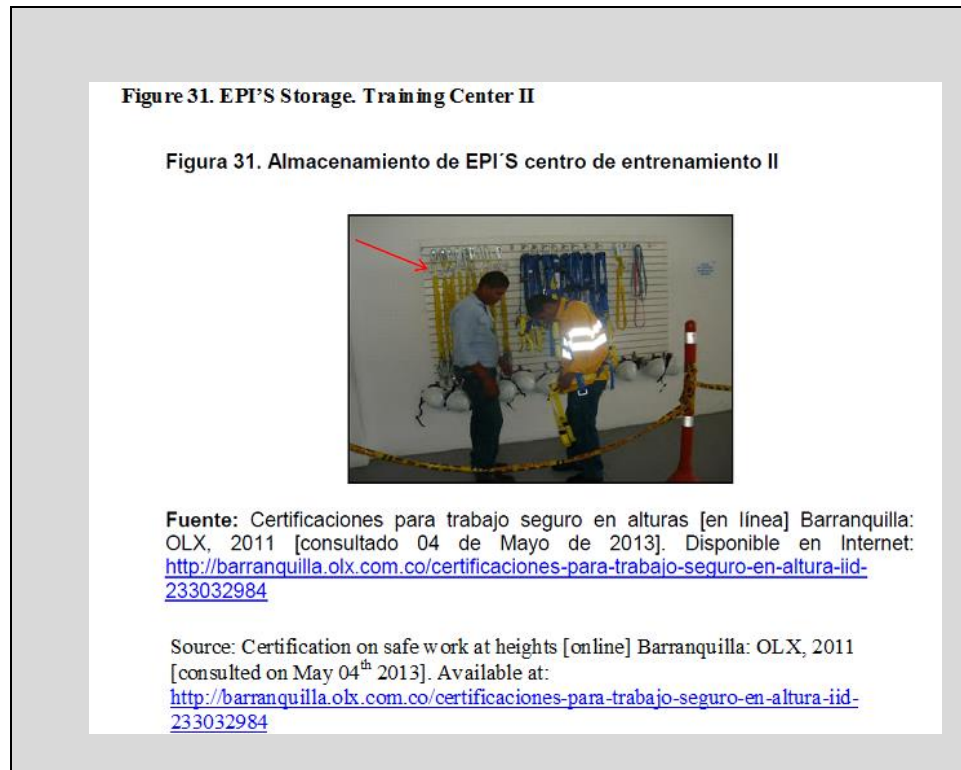 Figure 31. EPI'S Storage. Training Center II
Figura 31. Almacenamiento de EPI´S centro de entrenamiento II
Fuente: Certificaciones para trabajo seguro en alturas [en línea] Barranquilla:
OLX, 2011 [consultado 04 de Mayo de 2013]. Disponible en Internet:
http://barranquilla.olx.com.co/certificaciones-para-trabajo-seguro-en-altura-iid-
233032984
Source: Certification on safe work at heights [online] Barranquilla: OLX, 2011
[consulted on May 04th 2013]. Available at:
http://barranquilla.olx.com.co/certificaciones-para-trabajo-seguro-en-altura-iid-
233032984